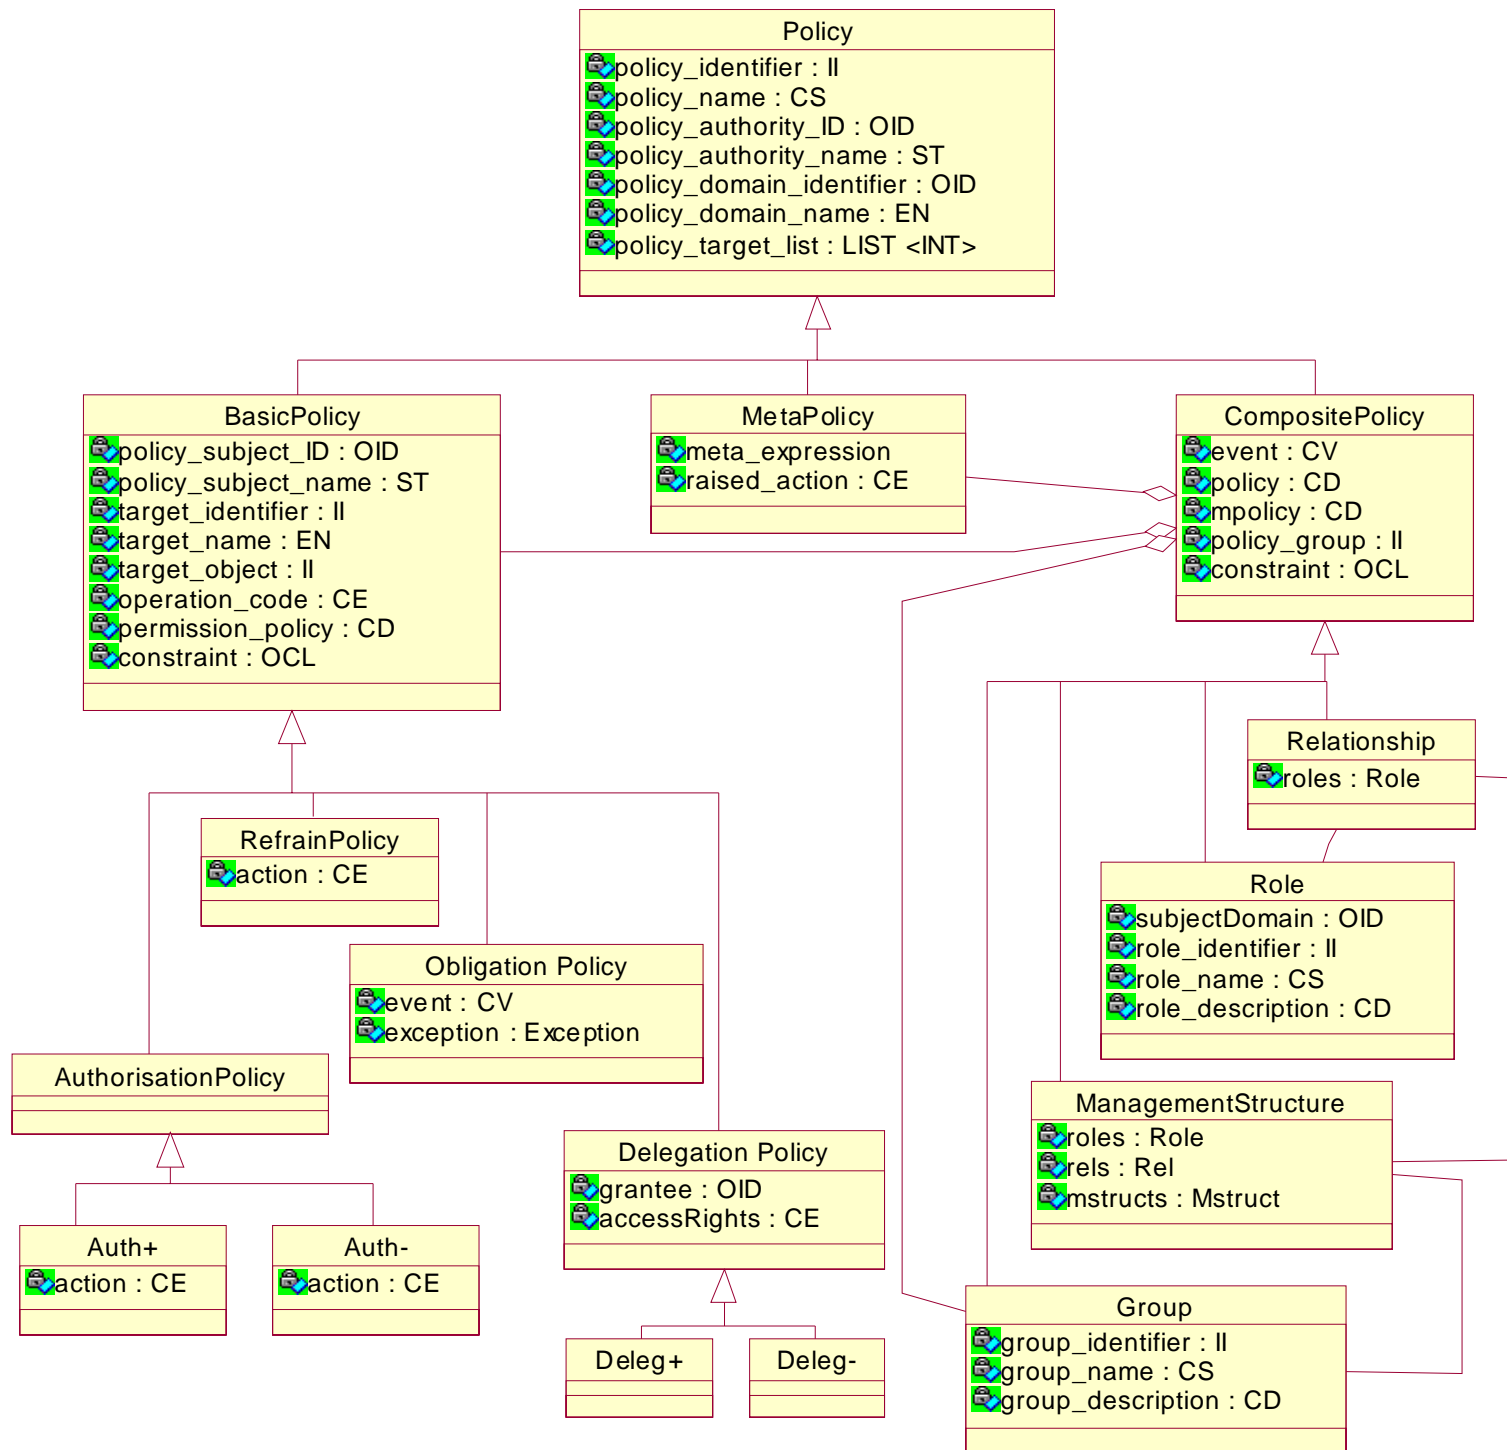 Policy
policy_identifier : II
policy_name : CS
policy_authority_ID : OID
policy_authority_name : ST
policy_domain_identifier : OID
policy_domain_name : EN
policy_target_list : LIST <INT>
BasicPolicy
policy_subject_ID : OID
policy_subject_name : ST
target_identifier : II
target_name : EN
target_object : II
operation_code : CE
permission_policy : CD
constraint : OCL
MetaPolicy
meta_expression
raised_action : CE
CompositePolicy
event : CV
policy : CD
mpolicy : CD
policy_group : II
constraint : OCL
Relationship
roles : Role
RefrainPolicy
action : CE
Role
subjectDomain : OID
role_identifier : II
role_name : CS
role_description : CD
Obligation Policy
event : CV
exception : Exception
AuthorisationPolicy
ManagementStructure
roles : Role
rels : Rel
mstructs : Mstruct
Delegation Policy
grantee : OID
accessRights : CE
Auth+
action : CE
Auth-
action : CE
Group
group_identifier : II
group_name : CS
group_description : CD
Deleg+
Deleg-